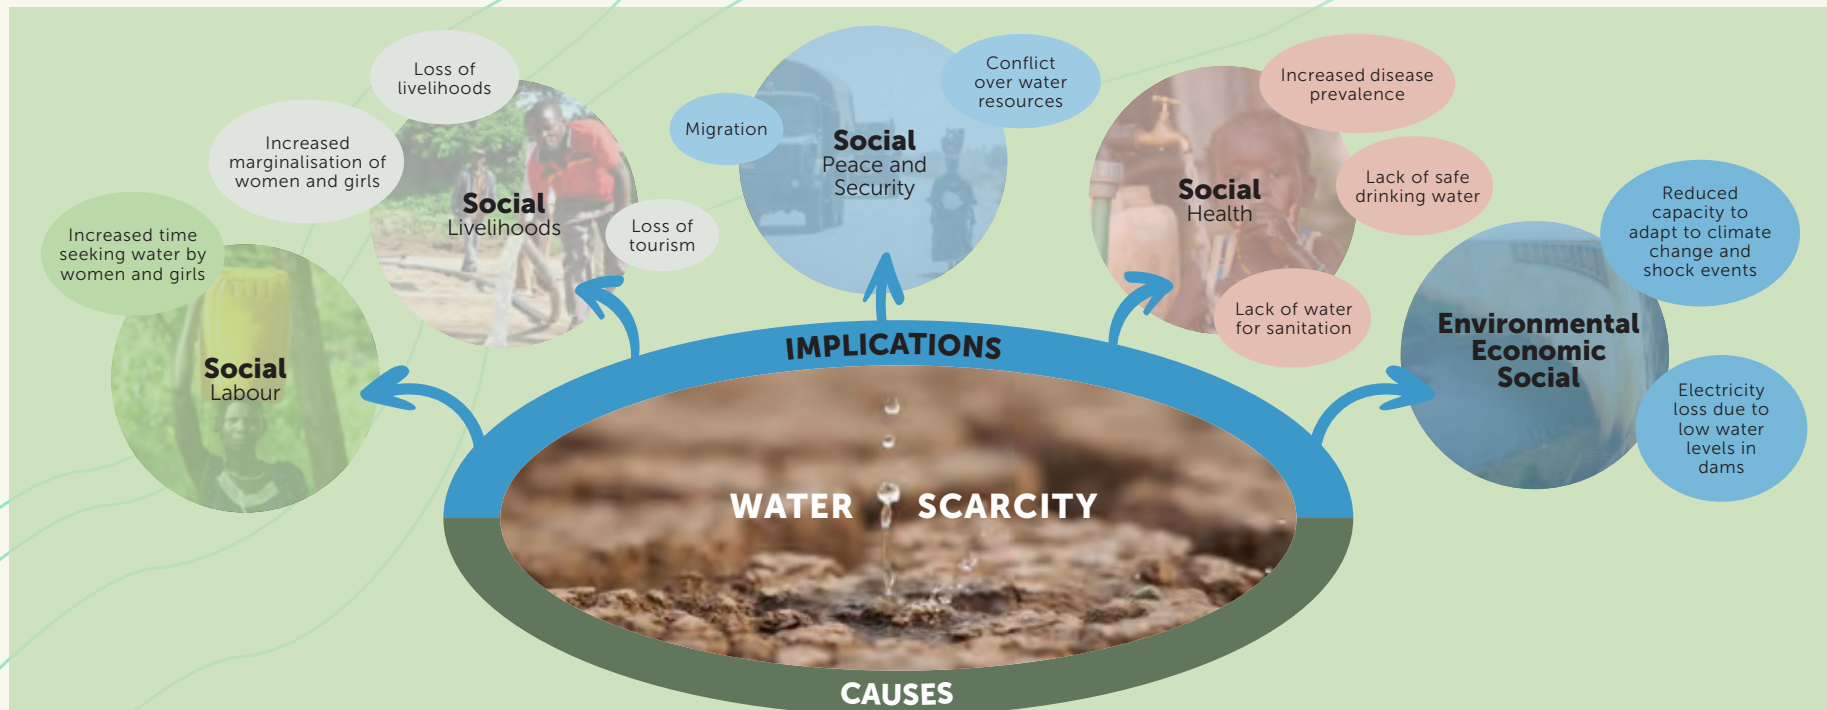 Increased time
seeking water by
women and girls
Social
Labour
Loss of
livelihoods
Increased
marginalisation of
women and girls
Social
Livelihoods
Loss of
tourism
Migration
Social
Peace and
Security
Conflict
over water
resources
Increased disease
prevalence
Social
Health
Lack of safe
drinking water
Lack of water
for sanitation
Reduced
capacity to
adapt to climate
change and
shock events
Environmental
Economic
Social
Electricity
loss due to
low water
levels in
dams
IMPLICATIONS
WATER SCARCITY
CAUSES